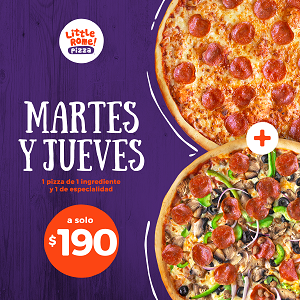 Little
Rome!
Pizza
MARTES
Y JUEVES
1 pizza de 1 ingrediente
y 1 de especialidad
+
a solo
$190